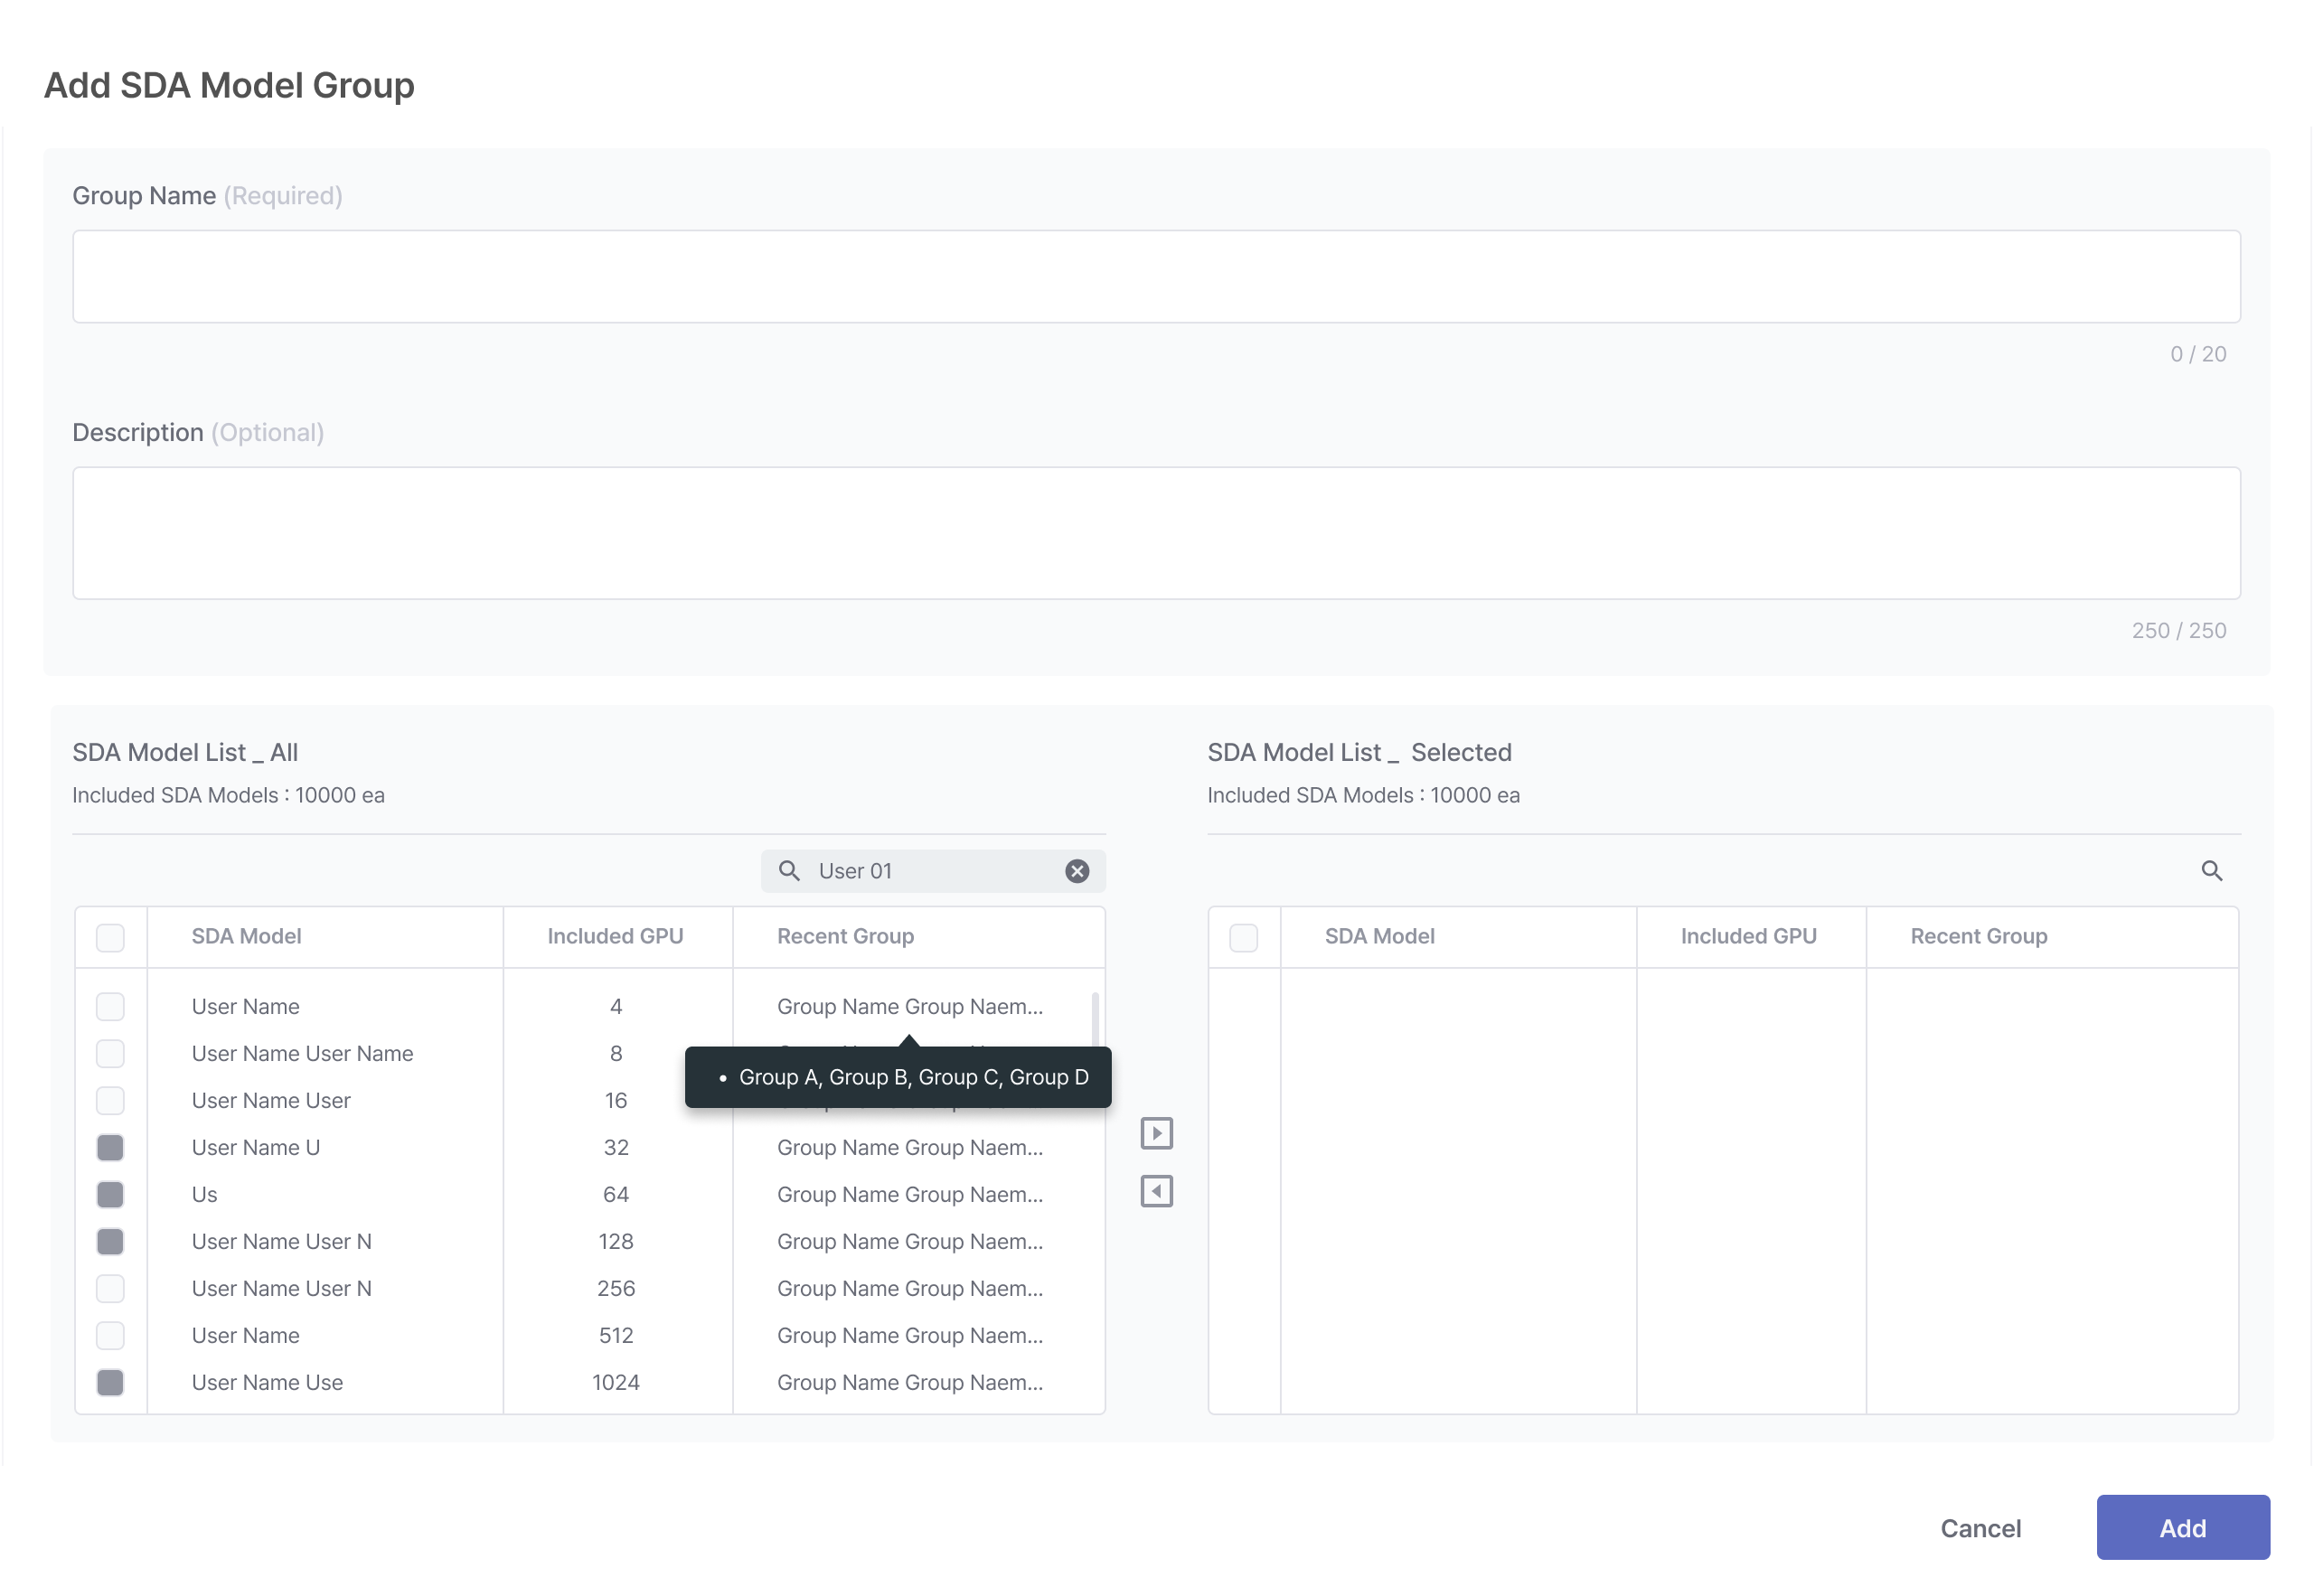 Add SDA Model Group
Group Name (Required)
0 / 20
Description (Optional)
250 / 250
SDA Model List _ All
Included SDA Models : 10000 ea
User 01
SDA Model Included GPU Recent Group
User Name 4 Group Name Group Naem...
User Name User Name 8
Group A, Group B, Group C, Group D
User Name User 16
User Name U 32 Group Name Group Naem...
Us 64 Group Name Group Naem...
User Name User N 128 Group Name Group Naem...
User Name User N 256 Group Name Group Naem...
User Name 512 Group Name Group Naem...
User Name Use 1024 Group Name Group Naem...
SDA Model List _ Selected
Included SDA Models : 10000 ea
SDA Model Included GPU Recent Group
Cancel Add